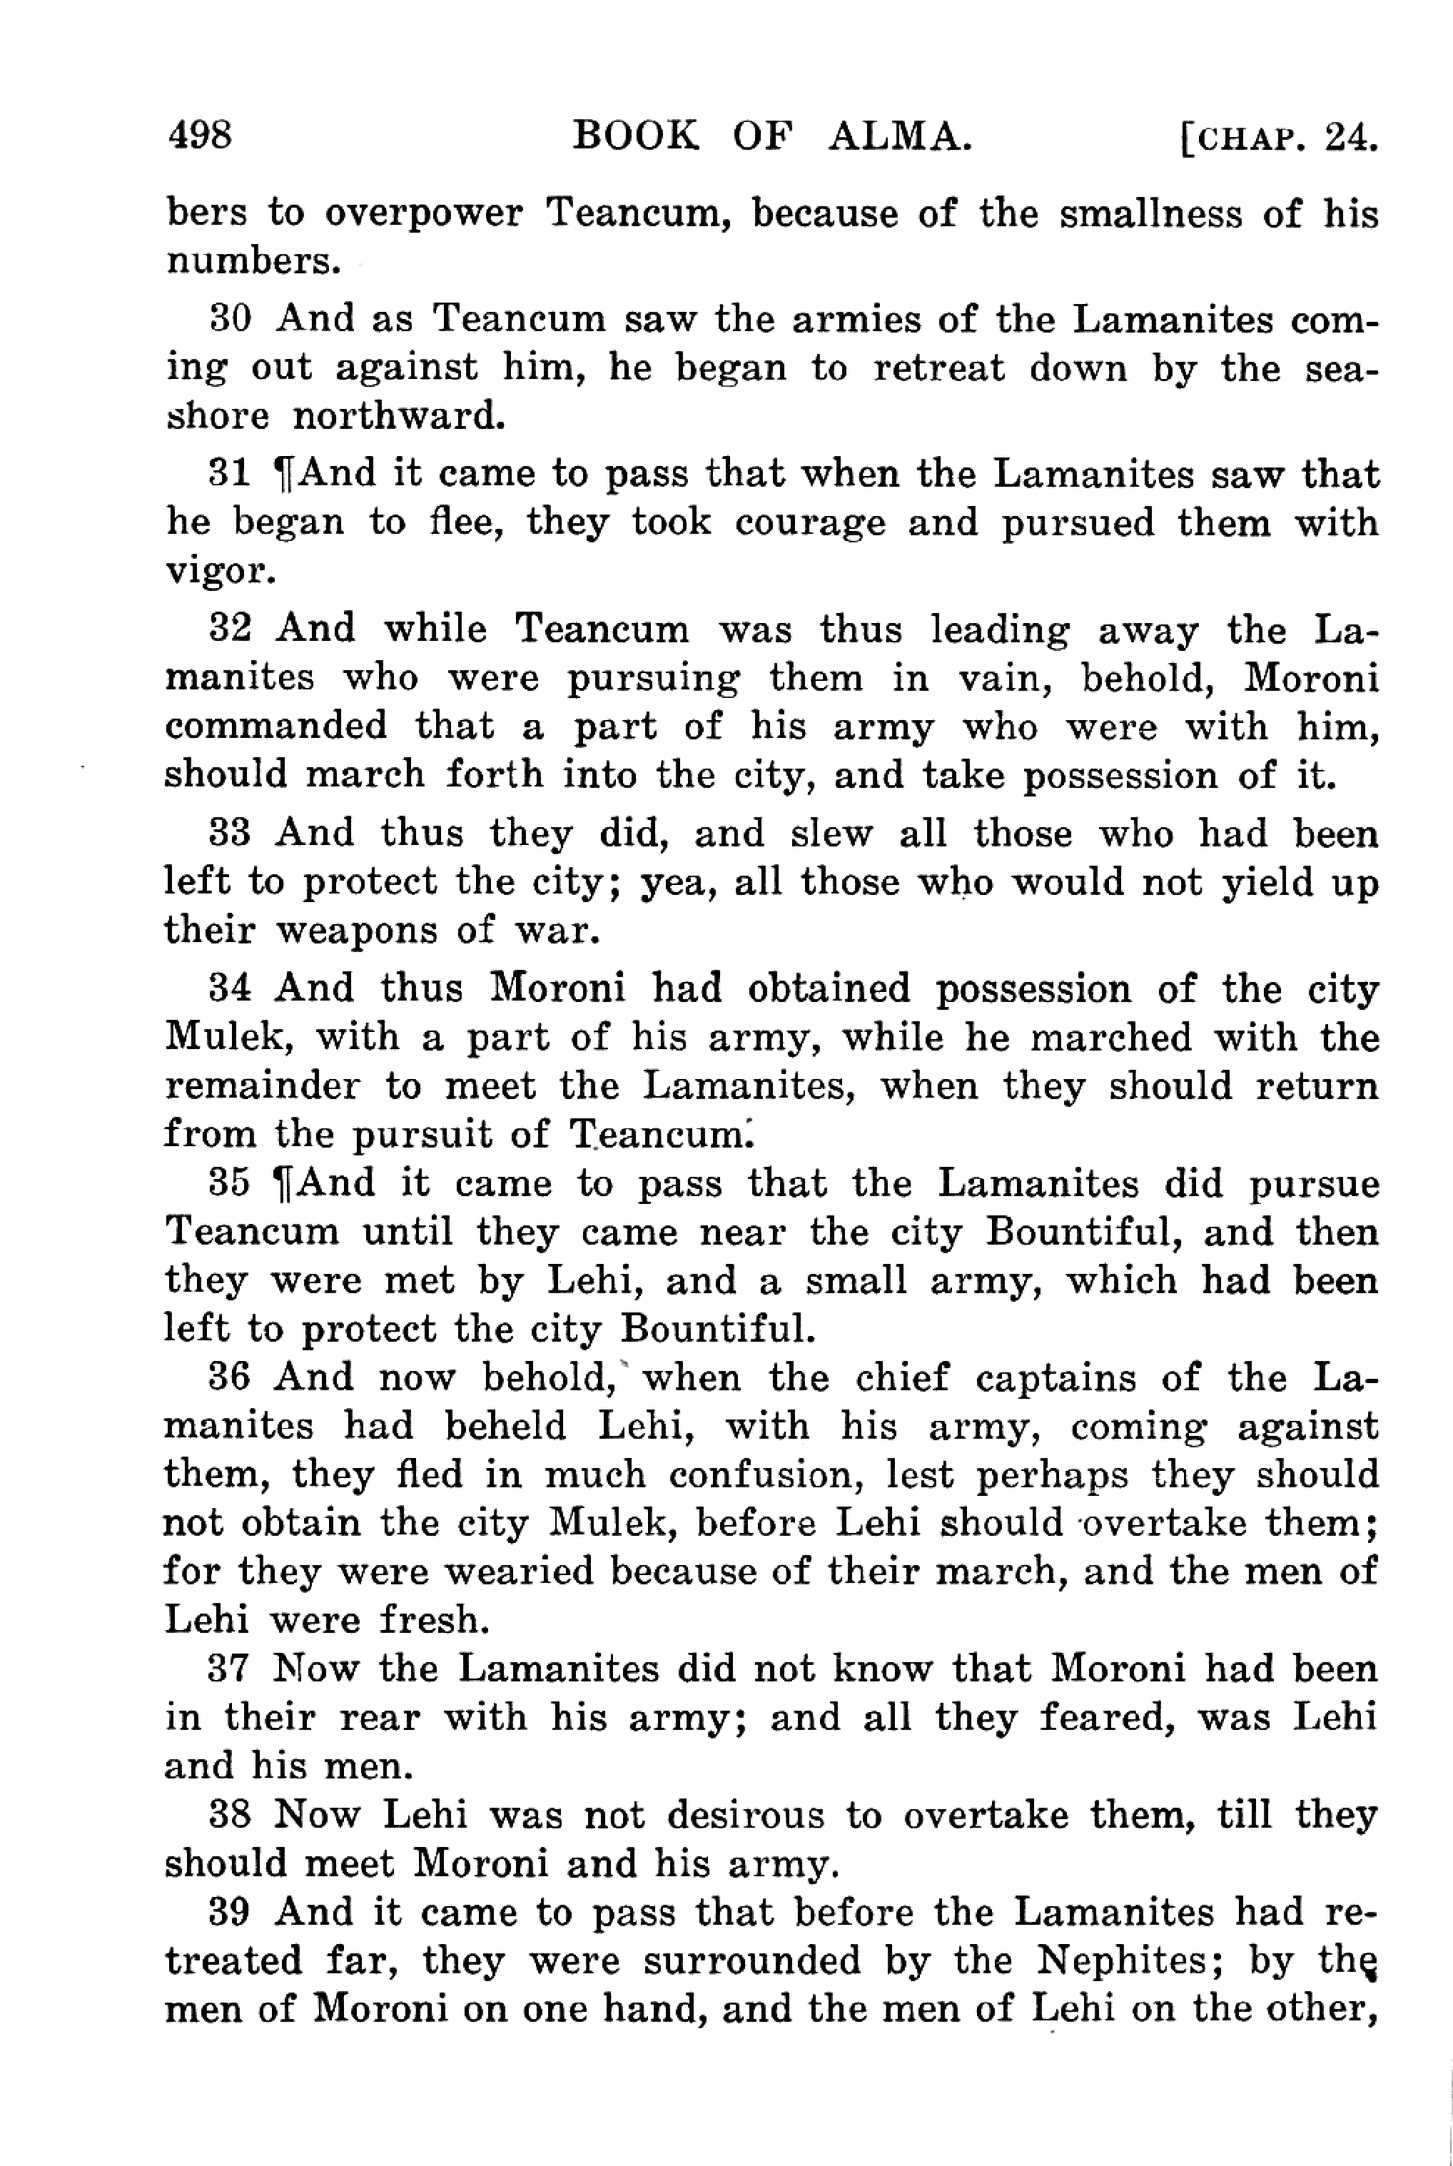 498 BOOK OF ALMA. [CHAP. 24.
bers to overpower Teancum, because of the smallness of his
numbers.
30 And as Teancum saw the armies of the Lamanites com-
ing out against him, he began to retreat down by the sea-
shore northward.
31 ¶And it came to pass that when the Lamanites saw that
he began to flee, they took courage and pursued them with
vigor.
32 And while Teancum was thus leading away the La-
manites who were pursuing them in vain, behold, Moroni
commanded that a part of his army who were with him,
should march forth into the city, and take possession of it.
33 And thus they did, and slew all those who had been
left to protect the city; yea, all those who would not yield up
their weapons of war.
34 And thus Moroni had obtained possession of the city
Mulek, with a part of his army, while he marched with the
remainder to meet the Lamanites, when they should return
from the pursuit of Teancum.
35 ¶And it came to pass that the Lamanites did pursue
Teancum until they came near the city Bountiful, and then
they were met by Lehi, and a small army, which had been
left to protect the city Bountiful.
36 And now behold, when the chief captains of the La-
manites had beheld Lehi, with his army, coming against
them, they fled in much confusion, lest perhaps they should
not obtain the city Mulek, before Lehi should overtake them;
for they were wearied because of their march, and the men of
Lehi were fresh.
37 Now the Lamanites did not know that Moroni had been
in their rear with his army; and all they feared, was Lehi
and his men.
38 Now Lehi was not desirous to overtake them, till they
should meet Moroni and his army.
39 And it came to pass that before the Lamanites had re-
treated far, they were surrounded by the Nephites; by the
men of Moroni on one hand, and the men of Lehi on the other,